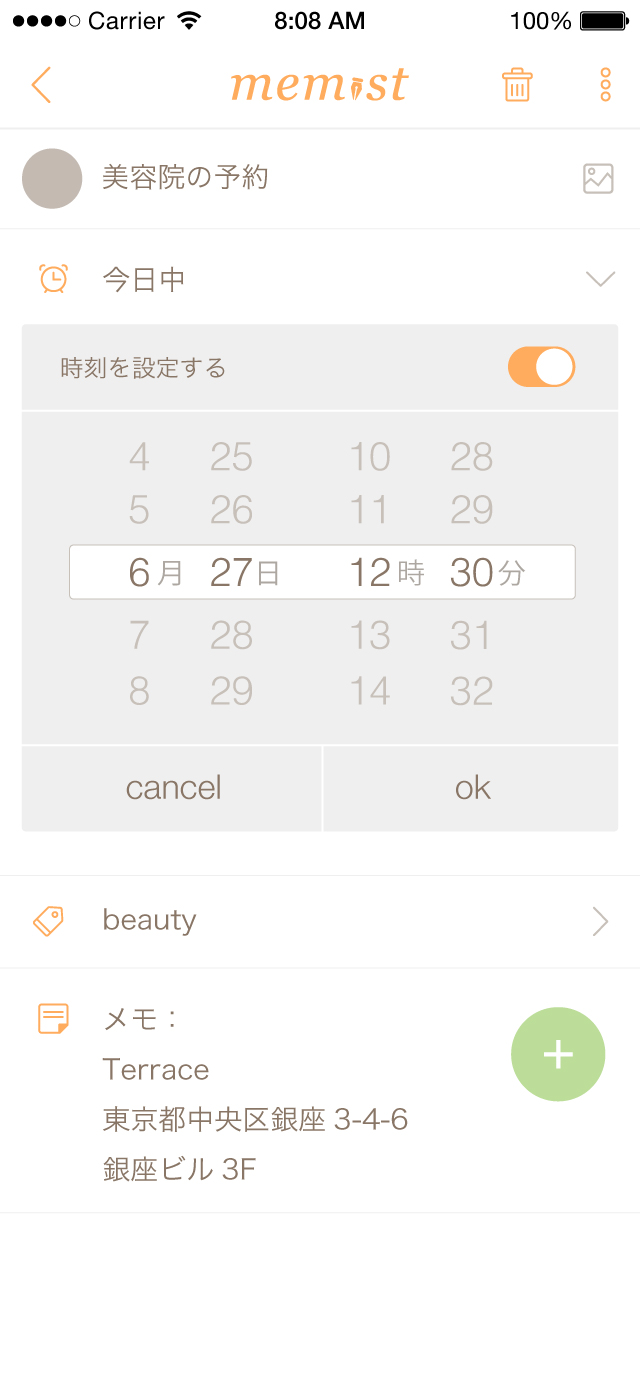 Carrier 8:08 AM 100%
memist
美容院の予約
今日中
時刻を設定する
4 25 10 28
5 26 11 29
6月 27日 12時 30分
7 28 13 31
8 29 14 32
cancel ok
beauty
メモ：
Terrace
東京都中央区銀座 3-4-6
銀座ビル 3F